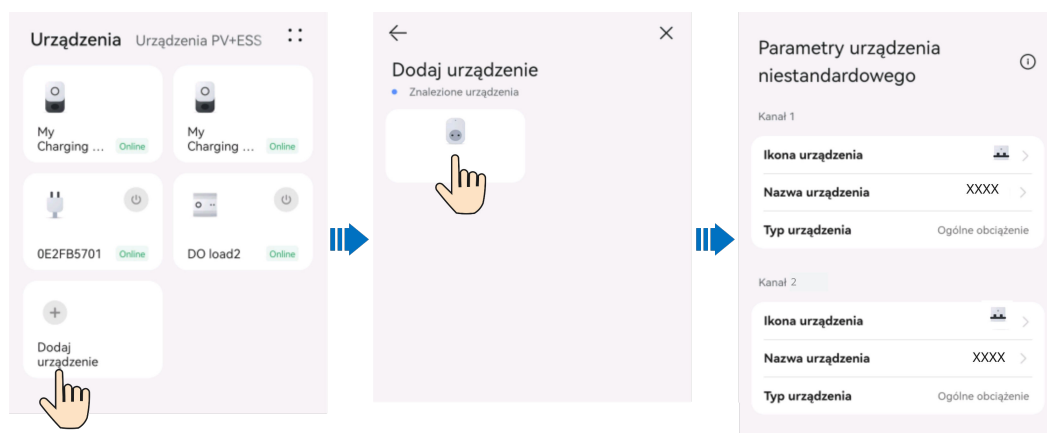 Urządzenia Urządzenia PV+ESS
My
Charging ... Online
My
Charging ... Online
0E2FB5701 Online
DO load2 Online
Dodaj
urządzenie
Dodaj urządzenie
Znalezione urządzenia
Parametry urządzenia
niestandardowego
Kanał 1
Ikona urządzenia
Nazwa urządzenia XXXX
Typ urządzenia Ogólne obciążenie
Kanał 2
Ikona urządzenia
Nazwa urządzenia XXXX
Typ urządzenia Ogólne obciążenie